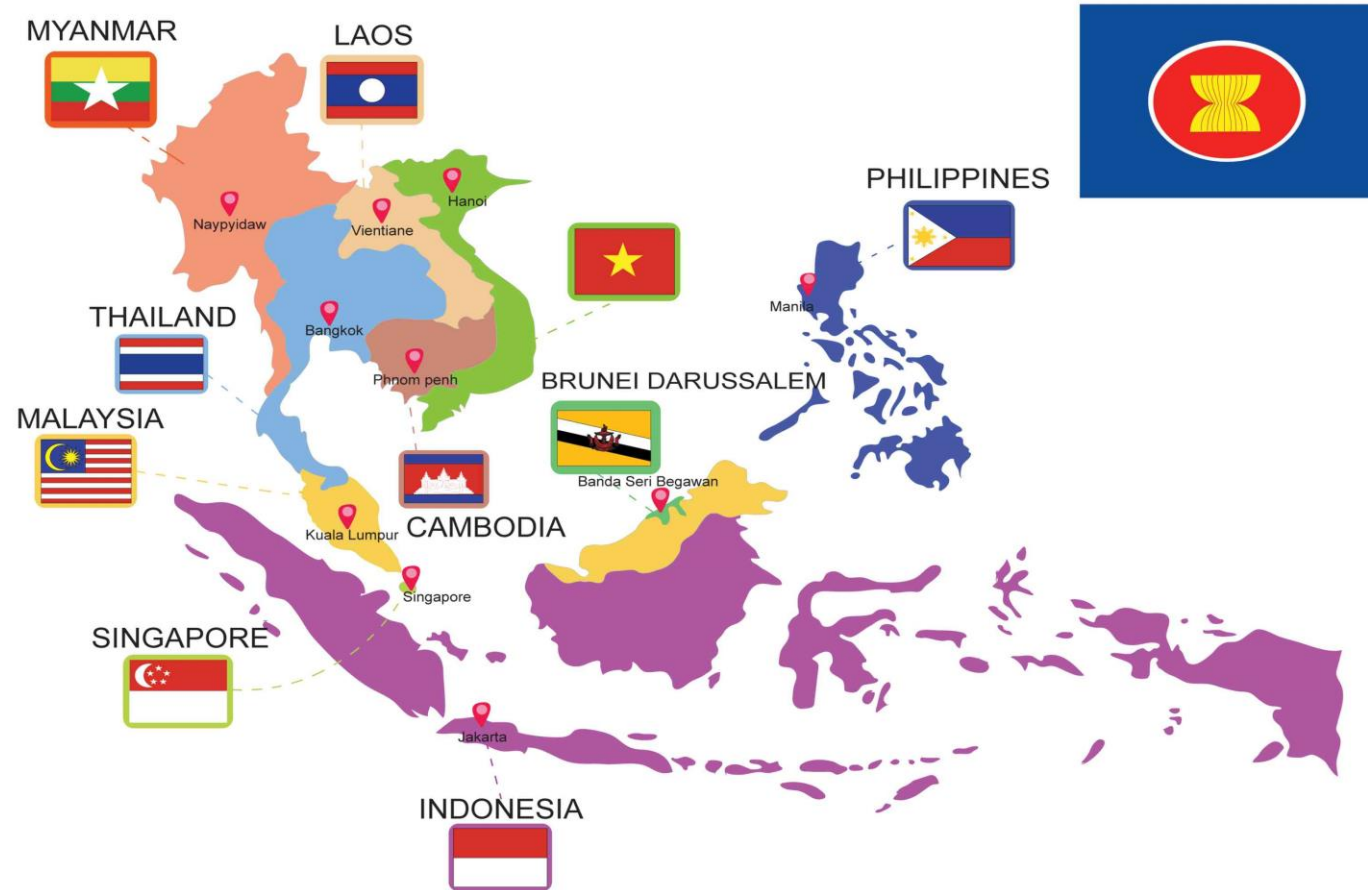 MYANMAR
LAOS
PHILIPPINES
Hanoi
Naypyidaw
Vientiane
Manila
THAILAND
Bangkok
Phnom penh
BRUNEI DARUSSALEM
MALAYSIA
Banda Seri Begawan
Kuala Lumpur
CAMBODIA
Singapore
SINGAPORE
Jakarta
INDONESIA